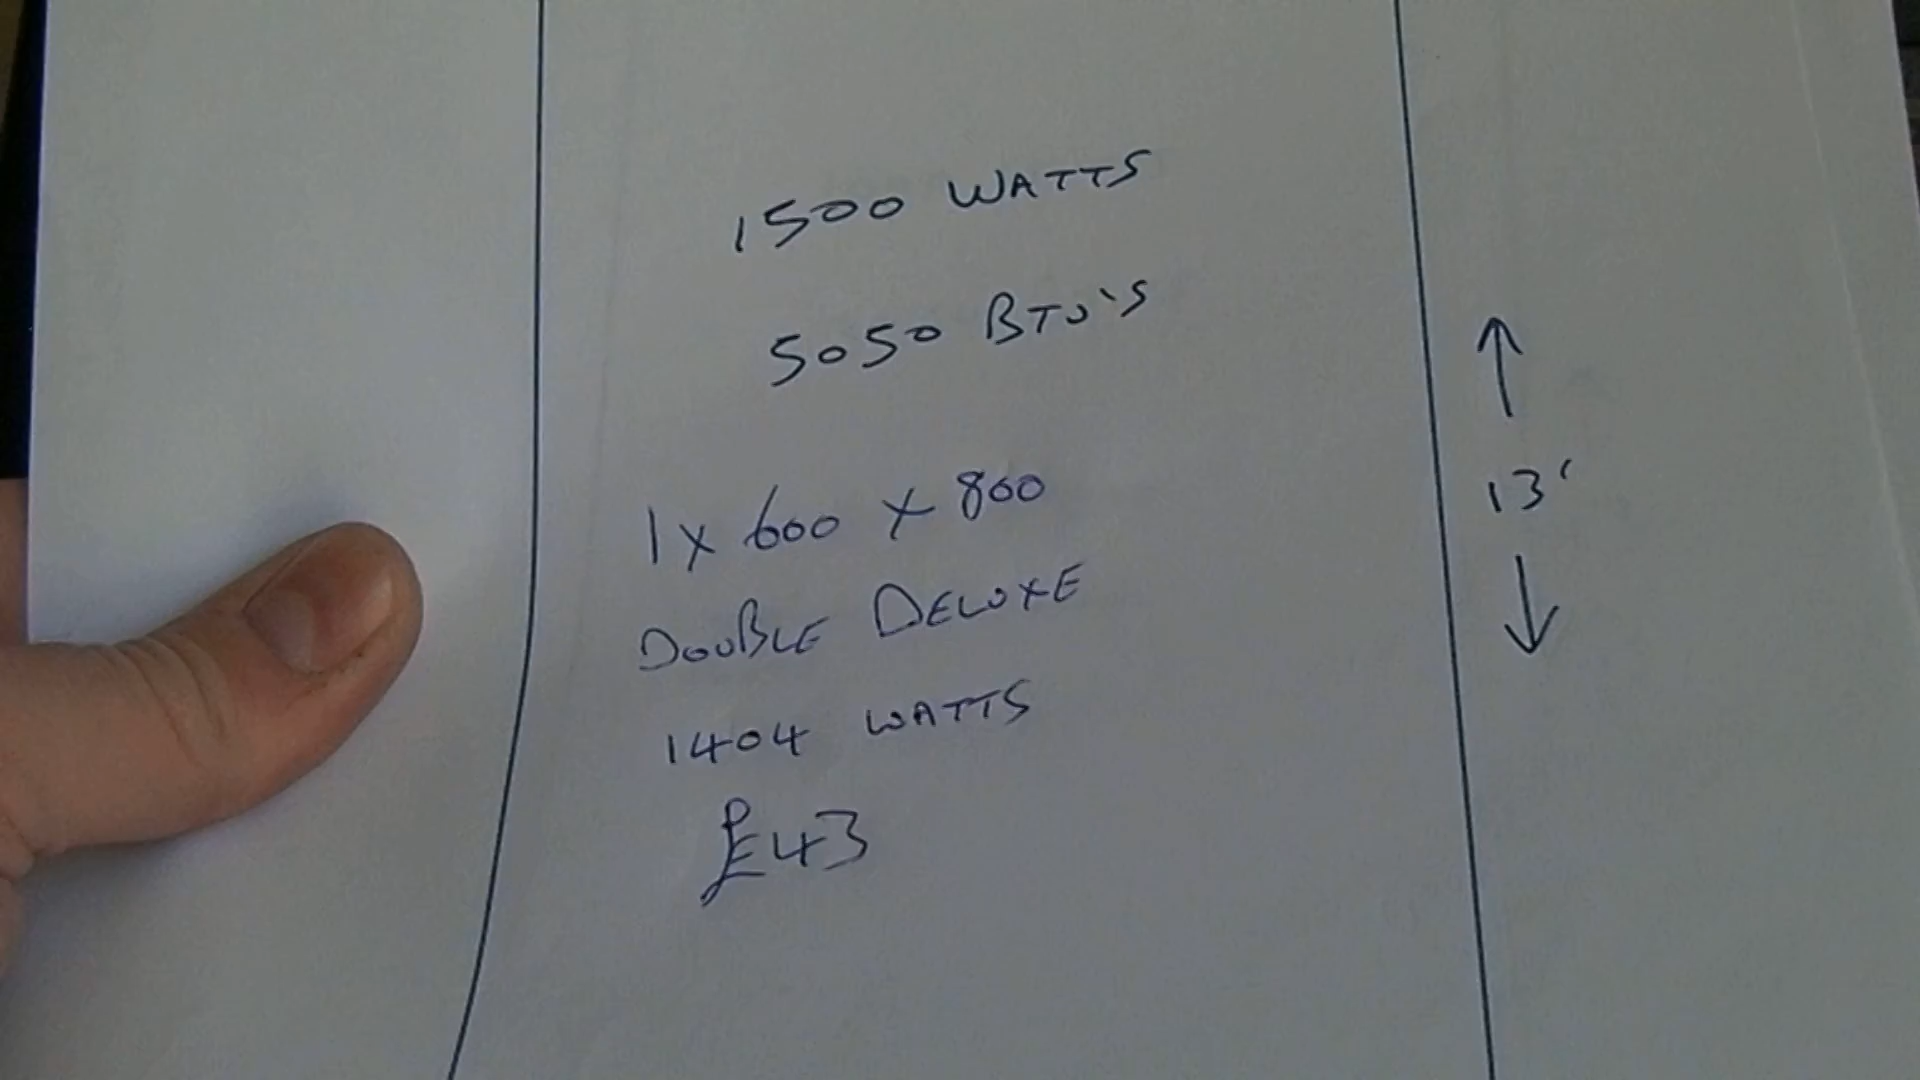 1500 WATTS
5050 BTU'S
1 x 600 x 800
DOUBLE DELUXE
1404 WATTS
£43
13'